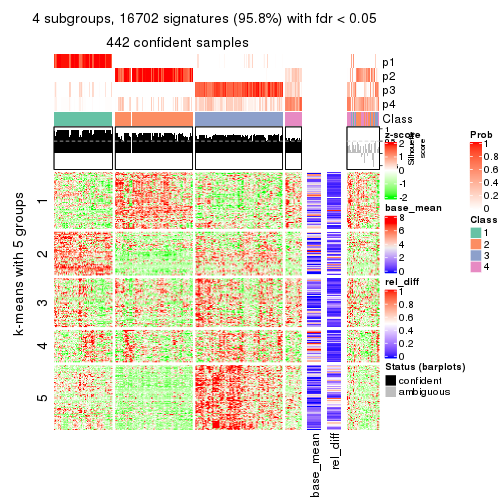 4 subgroups, 16702 signatures (95.8%) with fdr < 0.05
442 confident samples
p1
p2
p3
p4
Class
1
Silhouette
score
z-score
2
1
0
-1
-2
base_mean
8
6
4
2
0
rel_diff
1
0.8
0.6
0.4
0.2
0
Status (barplots)
confident
ambiguous
Prob
1
0.8
0.6
0.4
0.2
0
Class
1
2
3
4
k-means with 5 groups
1
2
3
4
5
base_mean
rel_diff